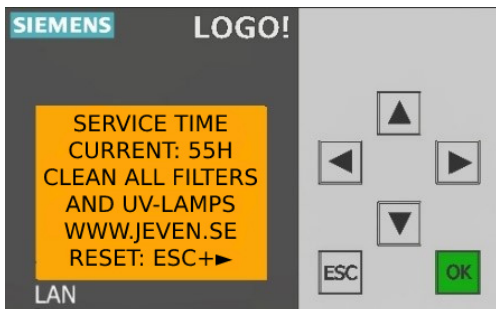 SIEMENS
LOGO!
SERVICE TIME
CURRENT: 55H
CLEAN ALL FILTERS
AND UV-LAMPS
WWW.JEVEN.SE
RESET: ESC+►
LAN
ESC
OK